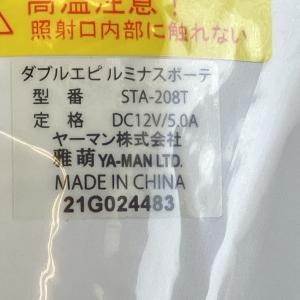 高温注意！
照射口内部に触れない
ダブルエピ ルミナスボーテ
型 番 STA-208T
定 格 DC12V/5.0A
ヤーマン株式会社
雅萌 YA-MAN LTD.
MADE IN CHINA
21G024483